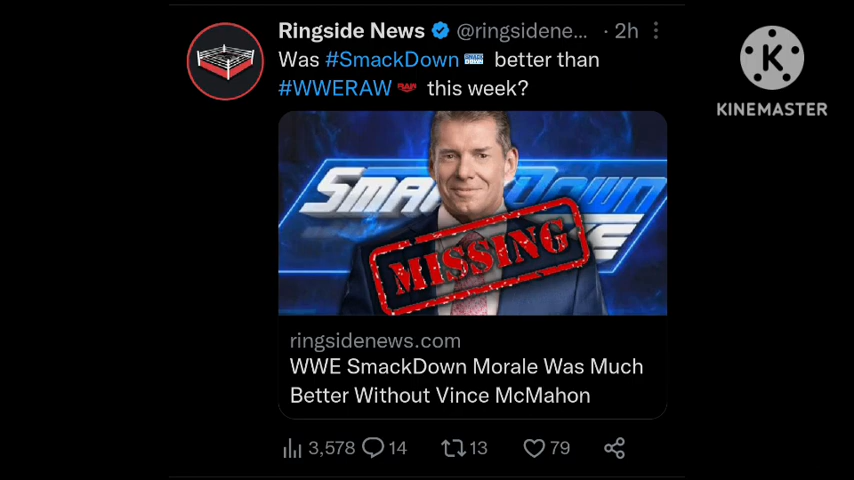 Ringside News @ringsidene... · 2h
Was #SmackDown better than
#WWERAW RAW this week?
K
KINEMASTER
MISSING
ringsidenews.com
WWE SmackDown Morale Was Much
Better Without Vince McMahon
3,578 14 13 79